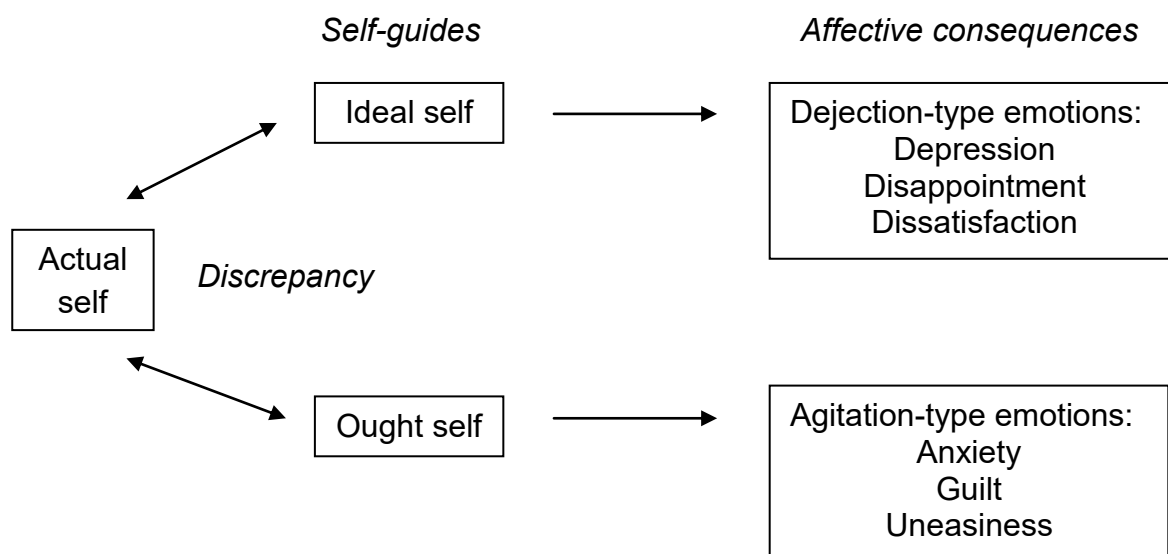 Self-guides
Affective consequences
Ideal self
Dejection-type emotions:
Depression
Disappointment
Dissatisfaction
Actual
self
Discrepancy
Ought self
Agitation-type emotions:
Anxiety
Guilt
Uneasiness